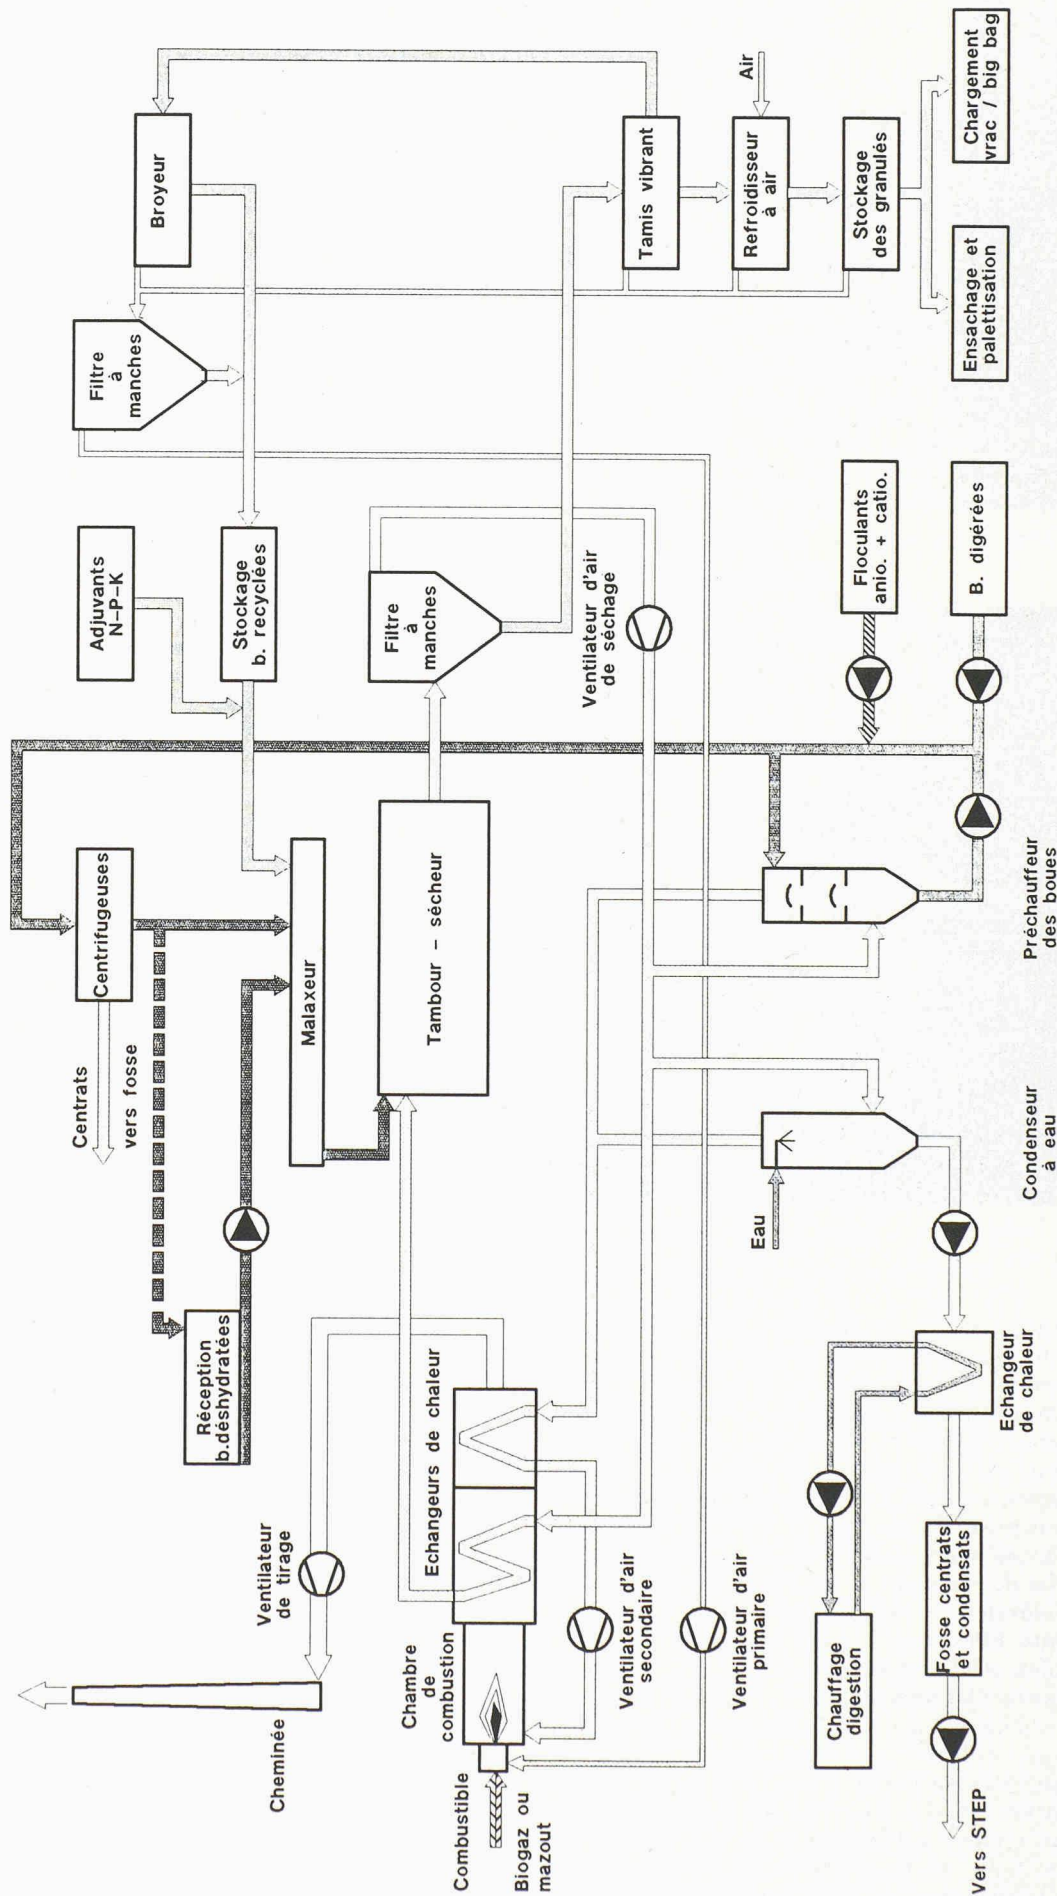 Cheminée
Ventilateur
de tirage
Combustible
Biogaz ou
mazout
Chambre
de
combustion
Echangeurs de chaleur
Ventilateur d'air
secondaire
Ventilateur d'air
primaire
Réception
b.déshydratées
Centrats
vers fosse
Centrifugeuses
Malaxeur
Tambour – sécheur
Adjuvants
N–P–K
Stockage
b. recyclées
Filtre
à
manches
Filtre
à
manches
Ventilateur d'air
de séchage
Broyeur
Tamis vibrant
Air
Refroidisseur
à air
Stockage
des granulés
Ensachage et
palettisation
Chargement
vrac / big bag
Floculants
anio. + catio.
B. digérées
Préchauffeur
des boues
Eau
Condenseur
à eau
Echangeur
de chaleur
Chauffage
digestion
Fosse centrats
et condensats
Vers STEP